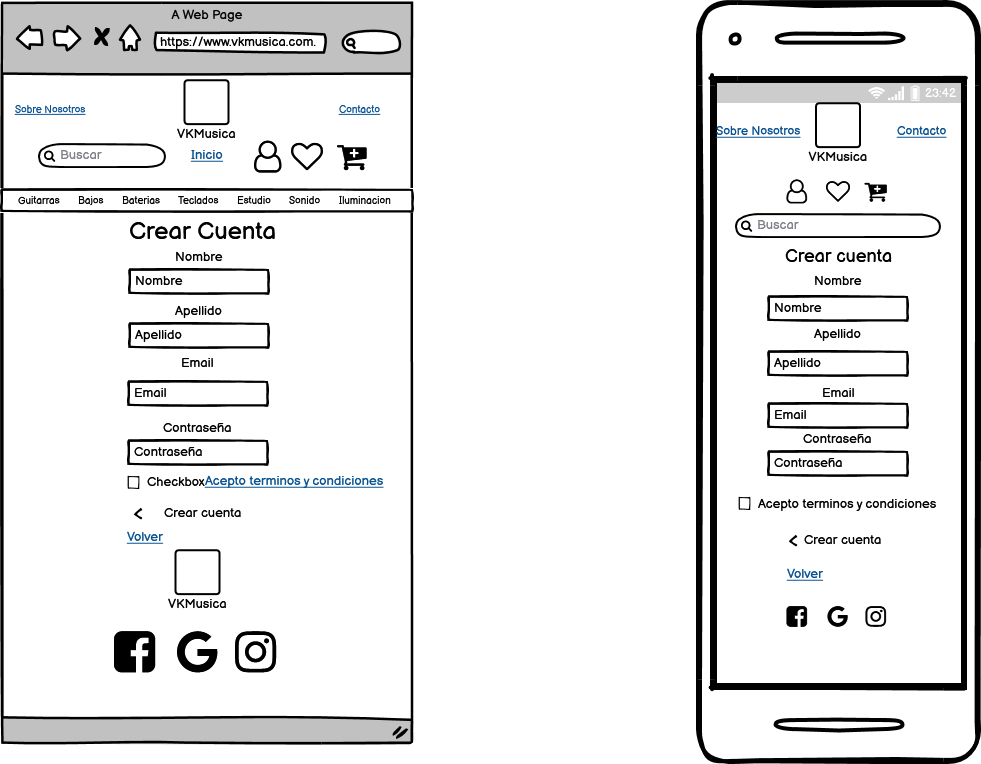 A Web Page
https://www.vkmusica.com.
Sobre Nosotros
Contacto
VKMusica
Buscar
Inicio
Guitarras Bajos Baterias Teclados Estudio Sonido Iluminacion
Crear Cuenta
Nombre
Nombre
Apellido
Apellido
Email
Email
Contraseña
Contraseña
CheckboxAcepto terminos y condiciones
Crear cuenta
Volver
VKMusica
23:42
Sobre Nosotros
Contacto
VKMusica
Buscar
Crear cuenta
Nombre
Nombre
Apellido
Apellido
Email
Email
Contraseña
Contraseña
Acepto terminos y condiciones
Crear cuenta
Volver